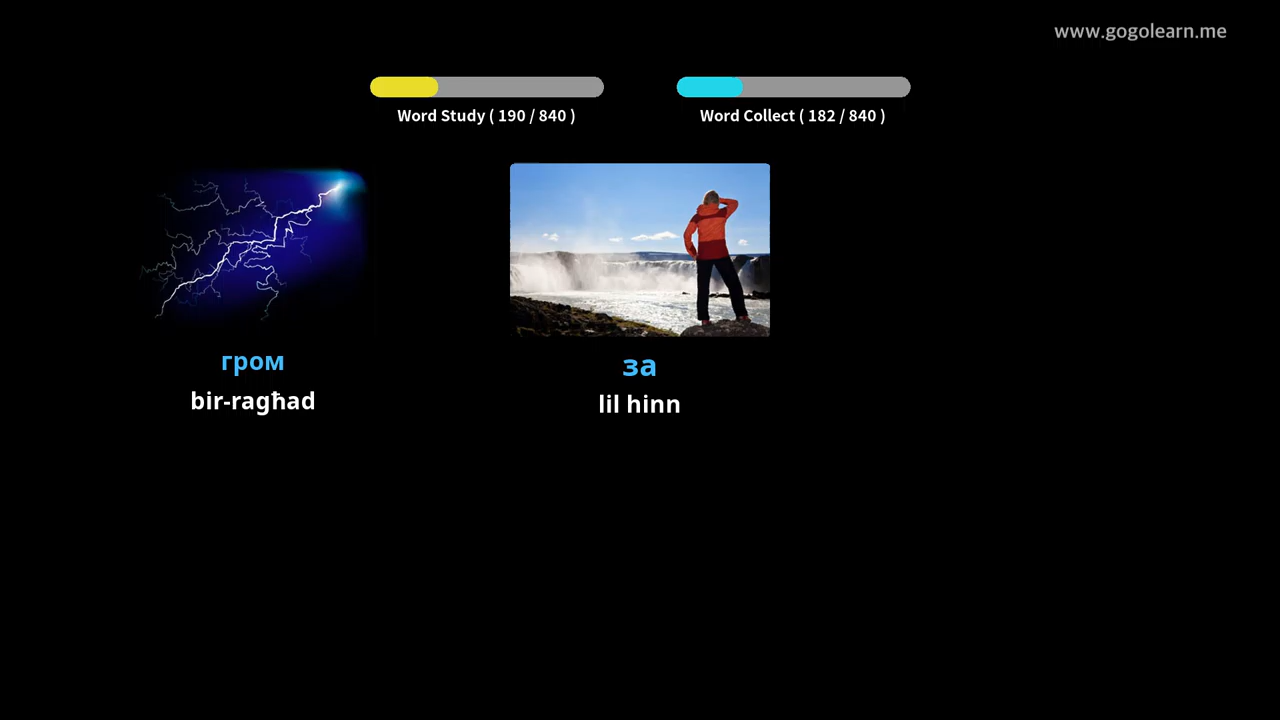 www.gogolearn.me
Word Study ( 190 / 840 )
Word Collect ( 182 / 840 )
гром
bir-ragħad
за
lil hinn